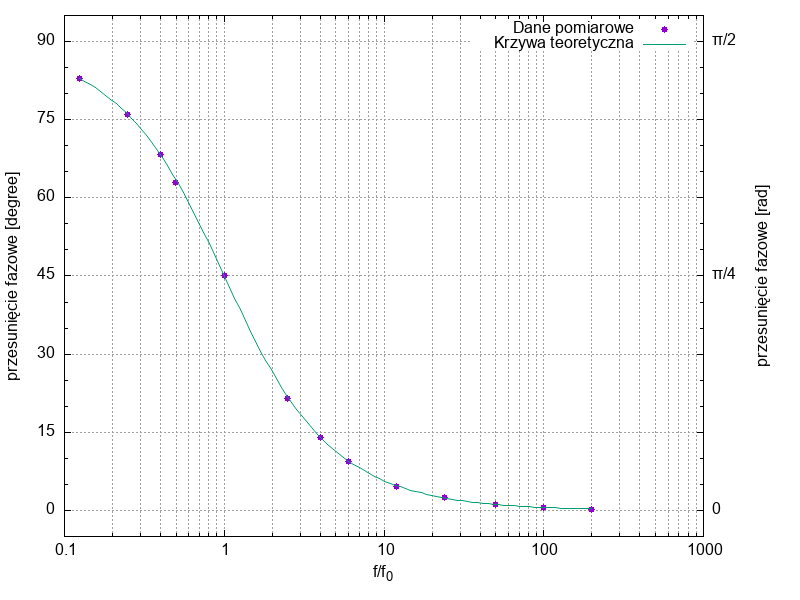 Dane pomiarowe
Krzywa teoretyczna
90
75
60
45
30
15
0
π/2
π/4
0
przesunięcie fazowe [degree]
przesunięcie fazowe [rad]
0.1 1 10 100 1000
f/f₀